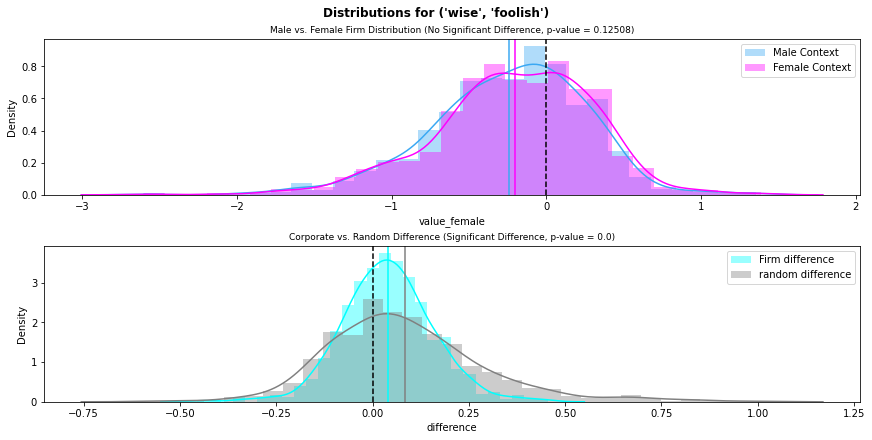 Distributions for ('wise', 'foolish')
Male vs. Female Firm Distribution (No Significant Difference, p-value = 0.12508)
Male Context
Female Context
Density
0.8
0.6
0.4
0.2
0.0
−3 −2 −1 0 1 2
value_female
Corporate vs. Random Difference (Significant Difference, p-value = 0.0)
Firm difference
random difference
Density
3
2
1
0
−0.75 −0.50 −0.25 0.00 0.25 0.50 0.75 1.00 1.25
difference